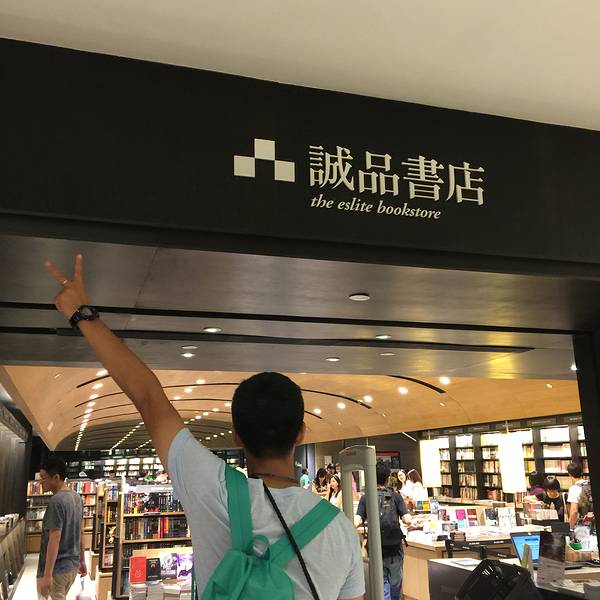 誠品書店
the eslite bookstore